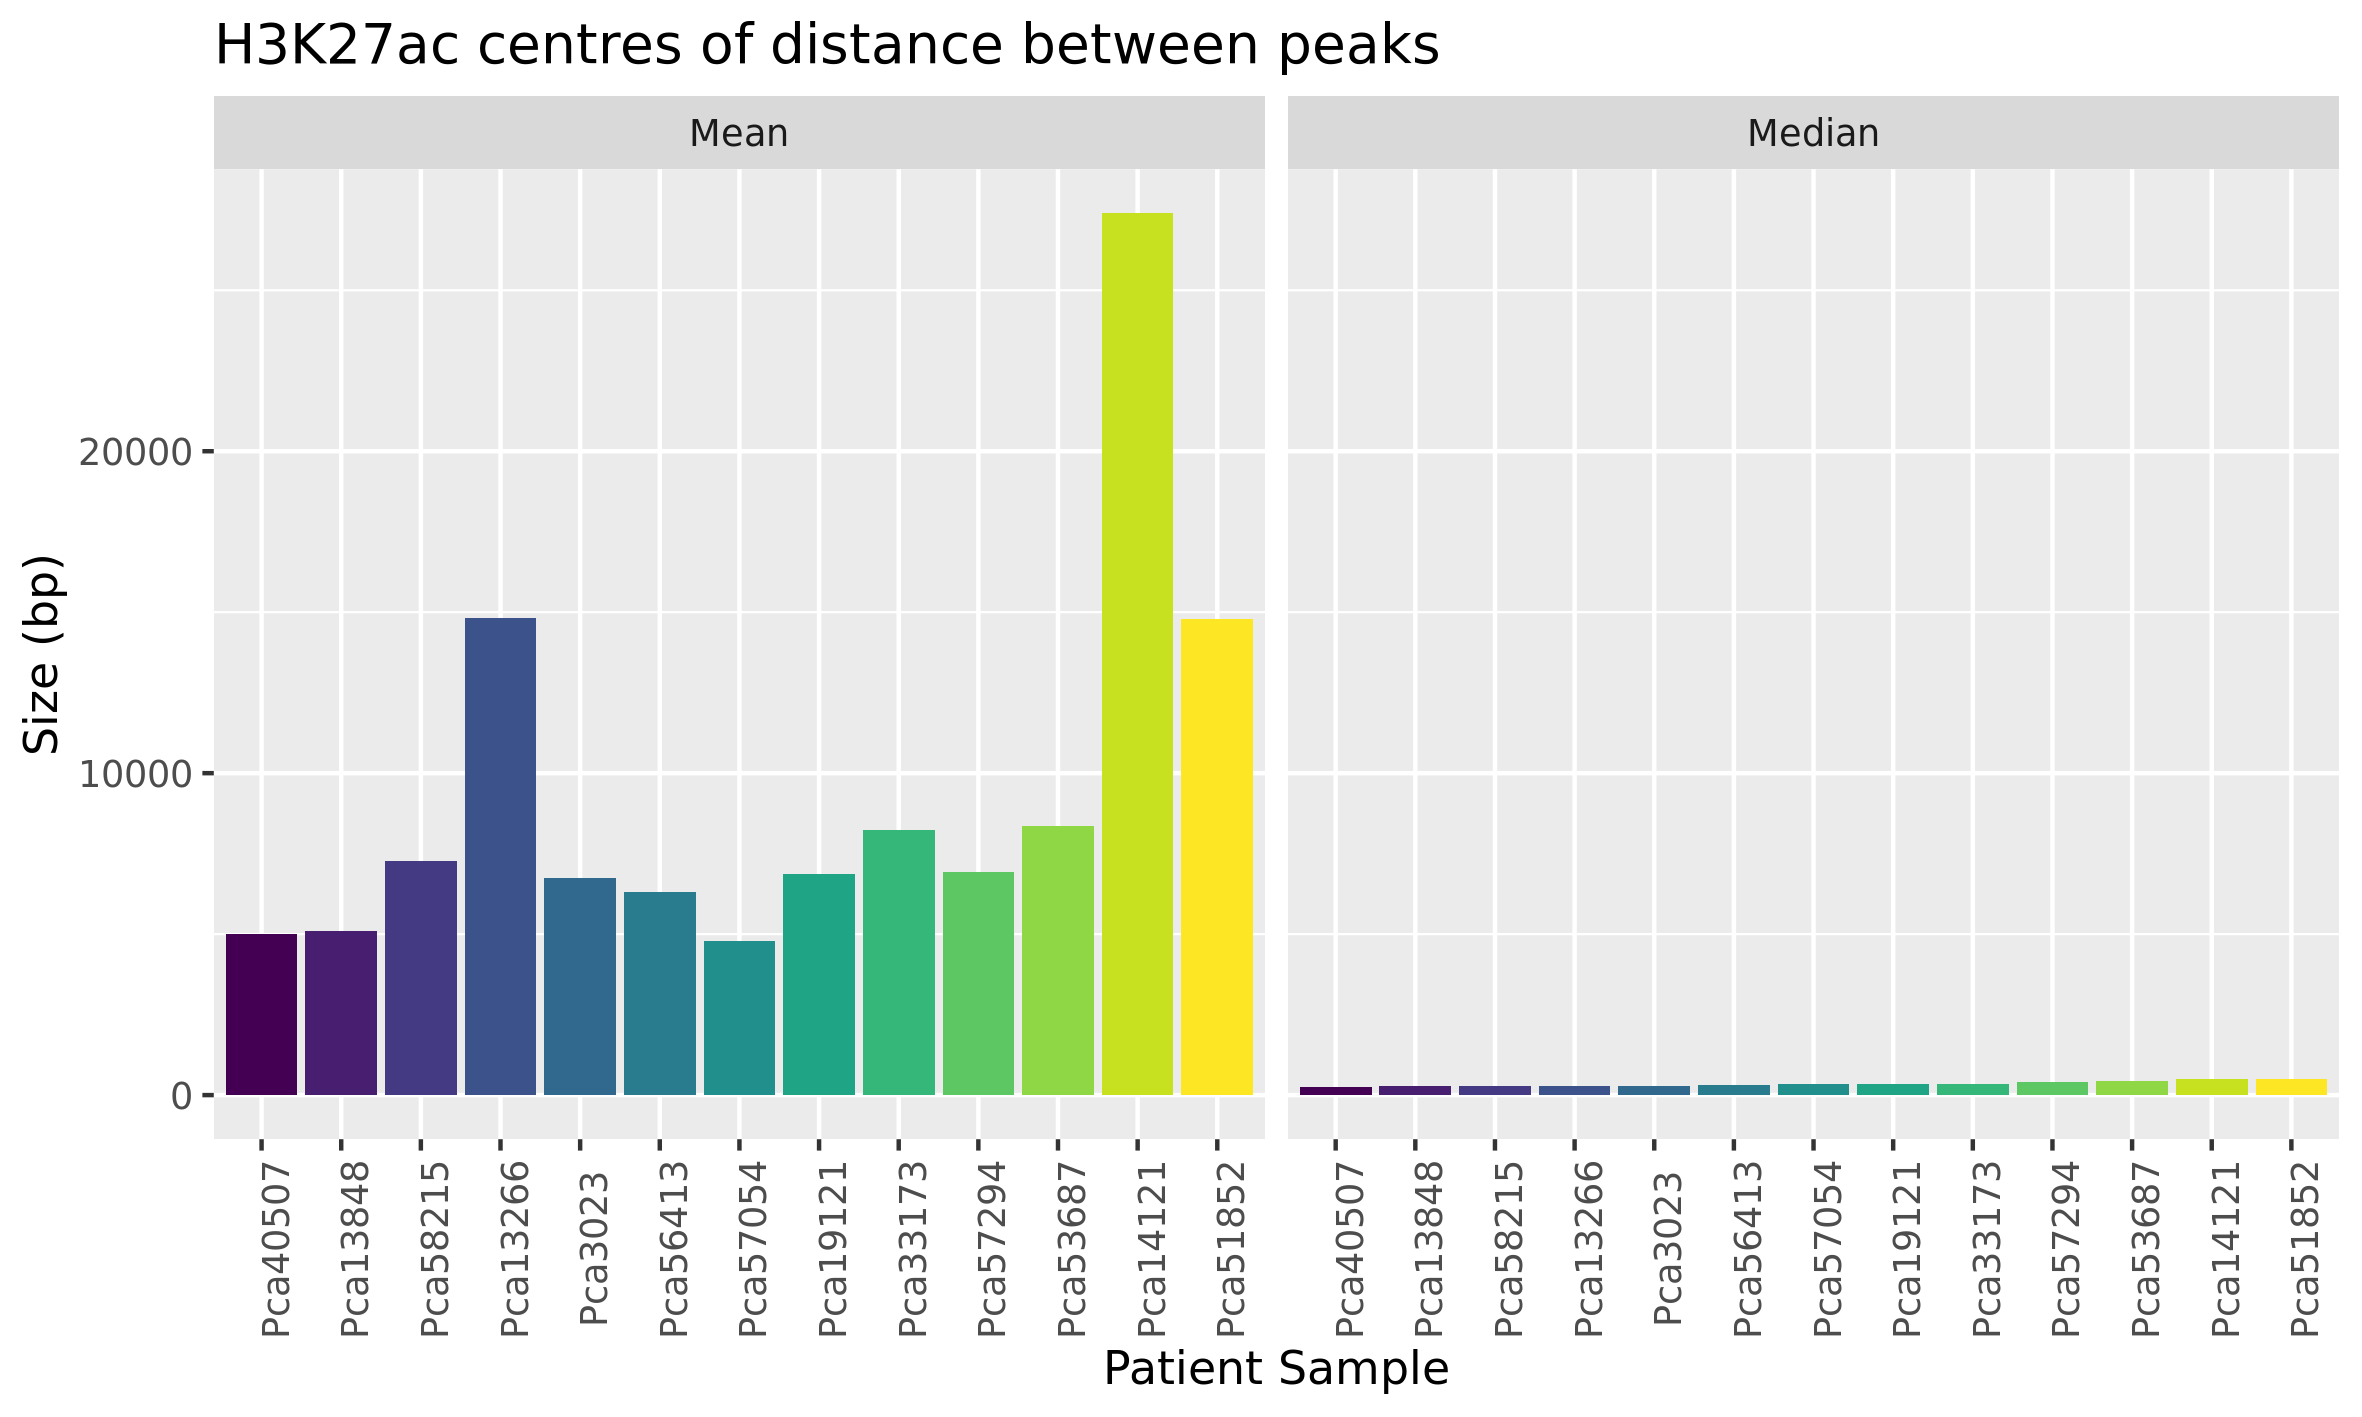 H3K27ac centres of distance between peaks
Mean
Median
Size (bp)
20000
10000
0
Pca40507
Pca13848
Pca58215
Pca13266
Pca3023
Pca56413
Pca57054
Pca19121
Pca33173
Pca57294
Pca53687
Pca14121
Pca51852
Pca40507
Pca13848
Pca58215
Pca13266
Pca3023
Pca56413
Pca57054
Pca19121
Pca33173
Pca57294
Pca53687
Pca14121
Pca51852
Patient Sample